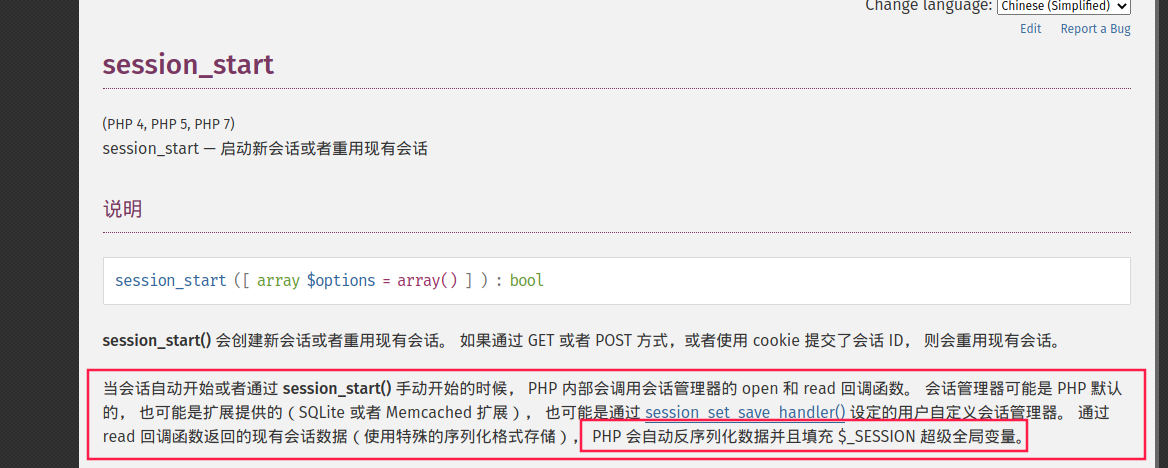 Change language: Chinese (Simplified)
Edit Report a Bug
session_start
(PHP 4, PHP 5, PHP 7)
session_start — 启动新会话或者重用现有会话
说明
session_start ([ array $options = array() ] ) : bool
session_start() 会创建新会话或者重用现有会话。 如果通过 GET 或者 POST 方式，或者使用 cookie 提交了会话 ID， 则会重用现有会话。
当会话自动开始或者通过 session_start() 手动开始的时候， PHP 内部会调用会话管理器的 open 和 read 回调函数。 会话管理器可能是 PHP 默认
的， 也可能是扩展提供的（SQLite 或者 Memcached 扩展）， 也可能是通过 session_set_save_handler() 设定的用户自定义会话管理器。 通过
read 回调函数返回的现有会话数据（使用特殊的序列化格式存储）， PHP 会自动反序列化数据并且填充 $_SESSION 超级全局变量。